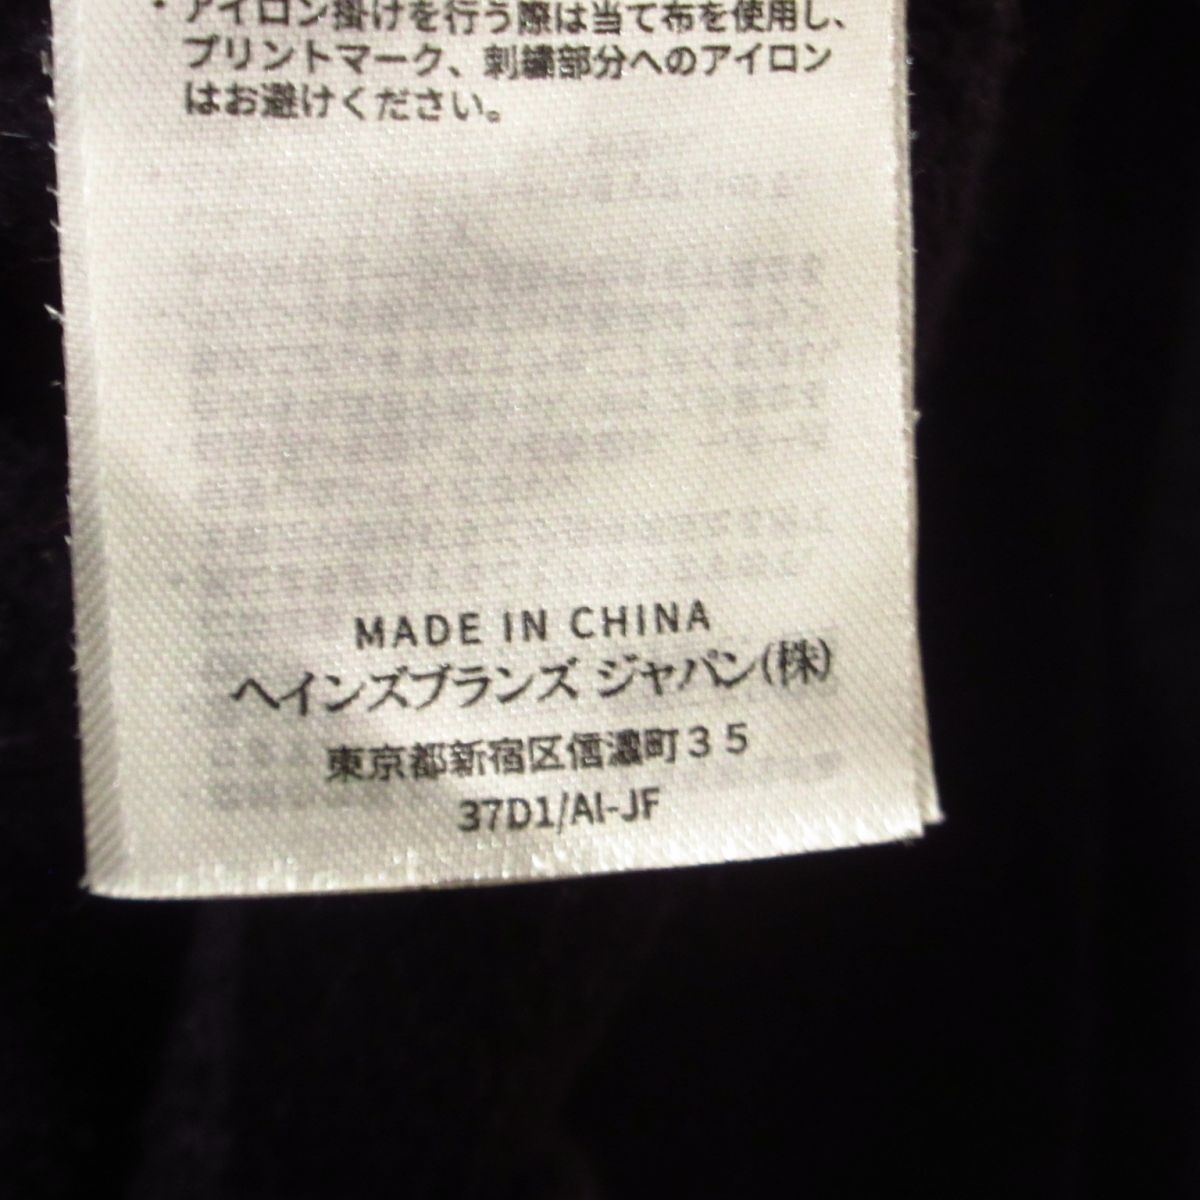 ・アイロン掛けを行う際は当て布を使用し、
プリントマーク、刺繍部分へのアイロン
はお避けください。
MADE IN CHINA
ヘインズブランズ ジャパン(株)
東京都新宿区信濃町３５
37D1/AI-JF